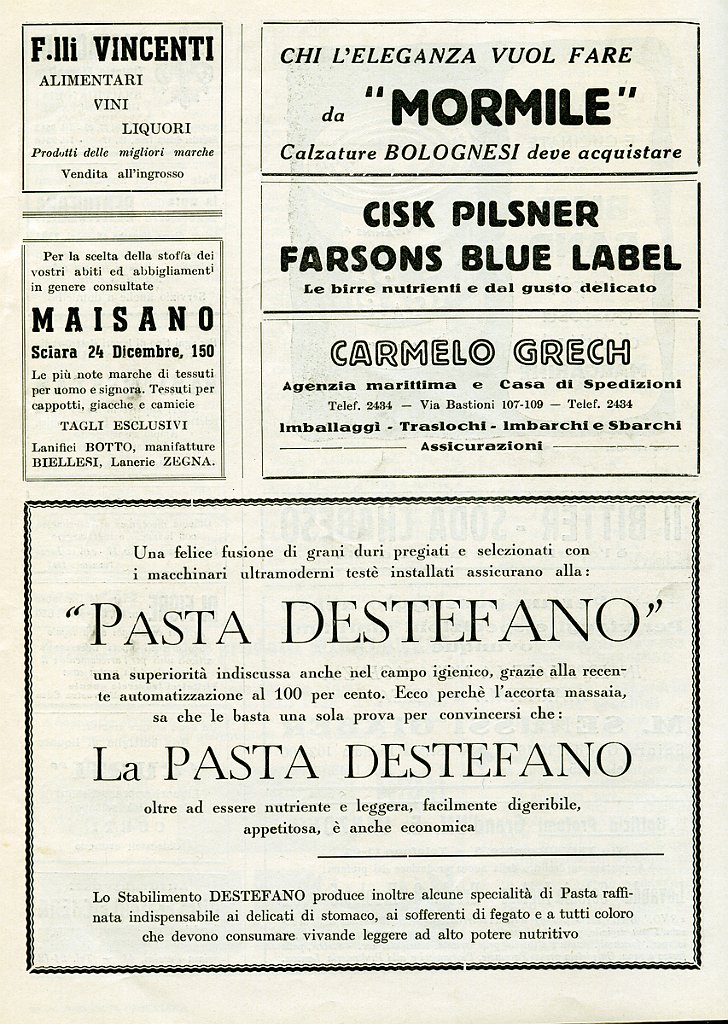 F.lli VINCENTI
ALIMENTARI
VINI
LIQUORI
Prodotti delle migliori marche
Vendita all'ingrosso
Per la scelta della stoffa dei
vostri abiti ed abbigliamenti
in genere consultate
MAISANO
Sciara 24 Dicembre, 150
Le più note marche di tessuti
per uomo e signora. Tessuti per
cappotti, giacche e camicie
TAGLI ESCLUSIVI
Lanifici BOTTO, manifatture
BIELLESI, Lanerie ZEGNA.
CHI L'ELEGANZA VUOL FARE
da "MORMILE"
Calzature BOLOGNESI deve acquistare
CISK PILSNER
FARSONS BLUE LABEL
Le birre nutrienti e dal gusto delicato
CARMELO GRECH
Agenzia marittima e Casa di Spedizioni
Telef. 2434 — Via Bastioni 107-109 — Telef. 2434
Imballaggi - Traslochi - Imbarchi e Sbarchi
Assicurazioni
Una felice fusione di grani duri pregiati e selezionati con
i macchinari ultramoderni testè installati assicurano alla:
"PASTA DESTEFANO"
una superiorità indiscussa anche nel campo igienico, grazie alla recen-
te automatizzazione al 100 per cento. Ecco perchè l'accorta massaia,
sa che le basta una sola prova per convincersi che:
La PASTA DESTEFANO
oltre ad essere nutriente e leggera, facilmente digeribile,
appetitosa, è anche economica
Lo Stabilimento DESTEFANO produce inoltre alcune specialità di Pasta raffi-
nata indispensabile ai delicati di stomaco, ai sofferenti di fegato e a tutti coloro
che devono consumare vivande leggere ad alto potere nutritivo